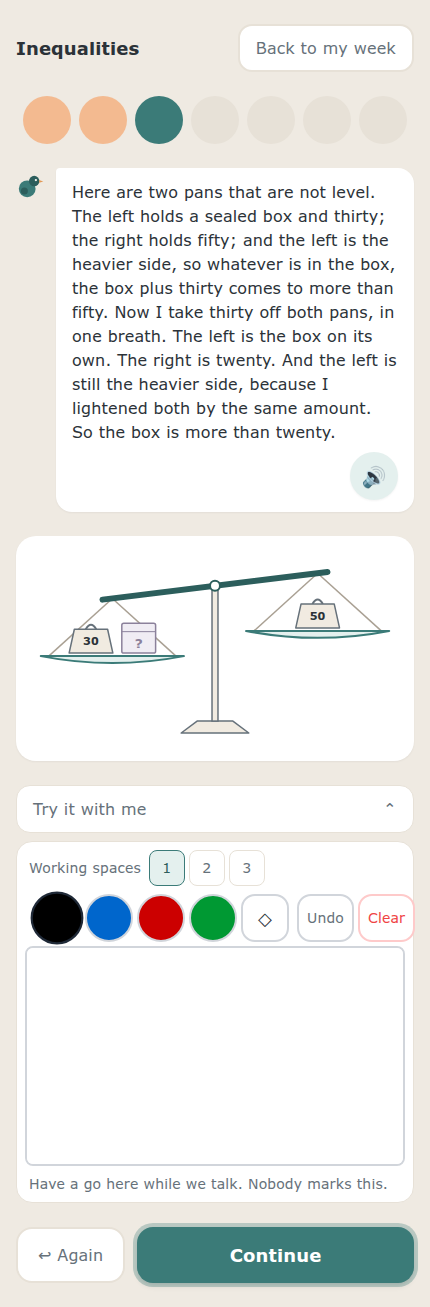 Inequalities
Back to my week
Here are two pans that are not level.
The left holds a sealed box and thirty;
the right holds fifty; and the left is the
heavier side, so whatever is in the box,
the box plus thirty comes to more than
fifty. Now I take thirty off both pans, in
one breath. The left is the box on its
own. The right is twenty. And the left is
still the heavier side, because I
lightened both by the same amount.
So the box is more than twenty.
50
30
?
Try it with me
Working spaces 1 2 3
Undo Clear
Have a go here while we talk. Nobody marks this.
↩ Again
Continue